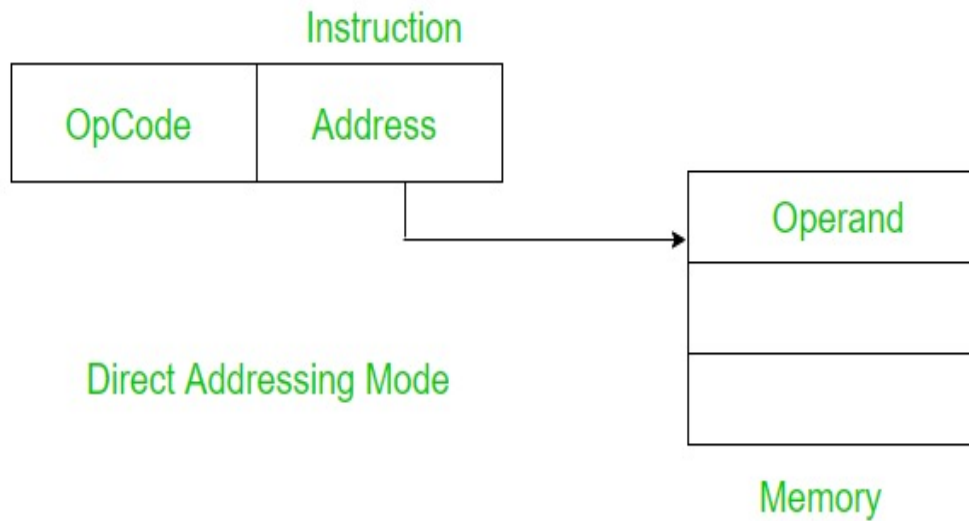 Instruction
OpCode
Address
Operand
Direct Addressing Mode
Memory